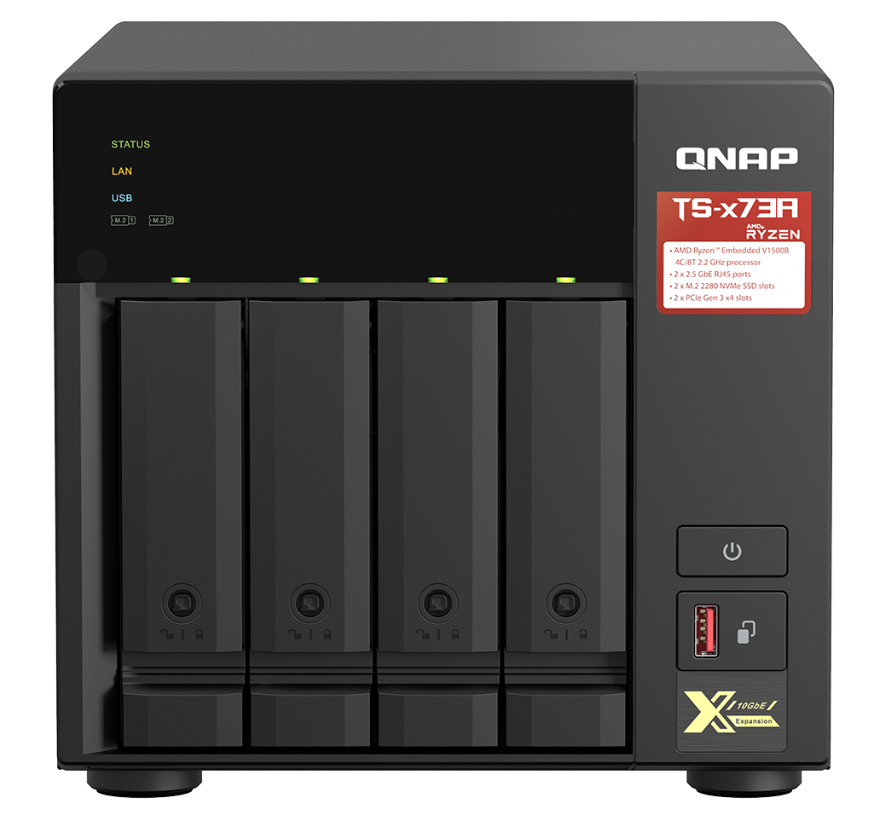 STATUS
LAN
USB
M.2 1 M.2 2
QNAP
TS-x73A
AMD
RYZEN
• AMD Ryzen™ Embedded V1500B
4C/8T 2.2 GHz processor
• 2 x 2.5 GbE RJ45 ports
• 2 x M.2 2280 NVMe SSD slots
• 2 x PCIe Gen 3 x4 slots
X 10GbE
Expansion